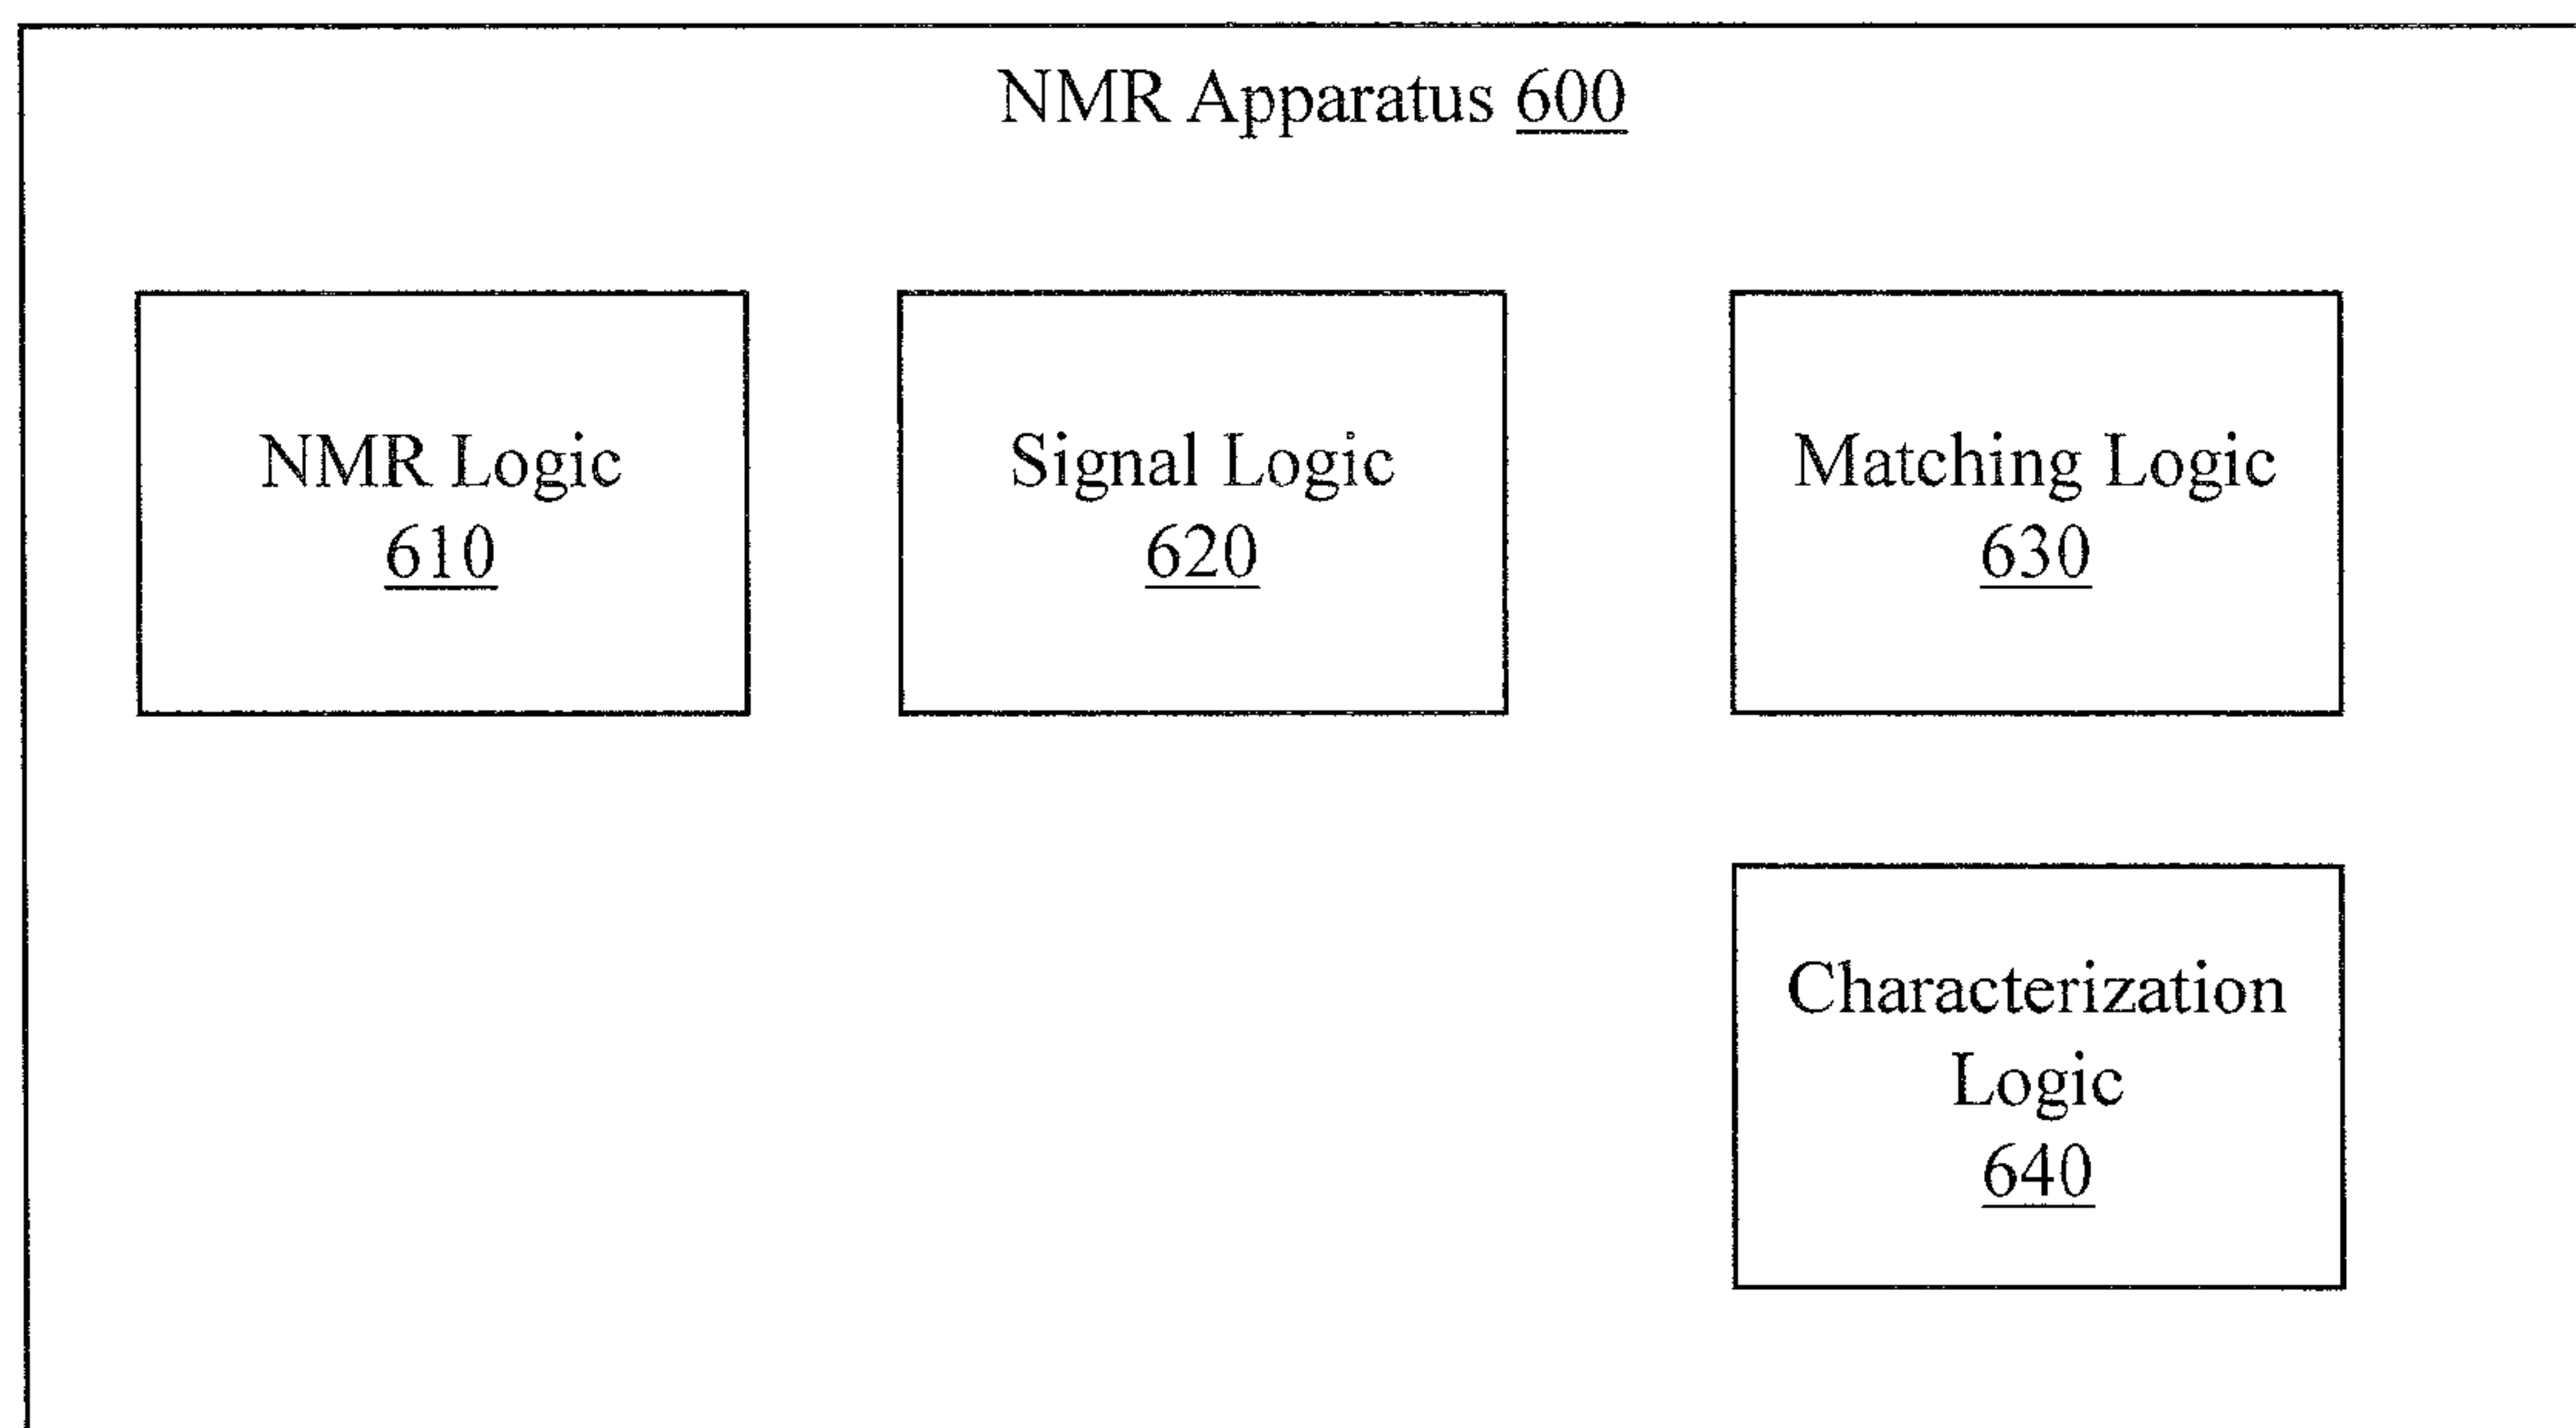 NMR Apparatus 600
NMR Logic
610
Signal Logic
620
Matching Logic
630
Characterization
Logic
640